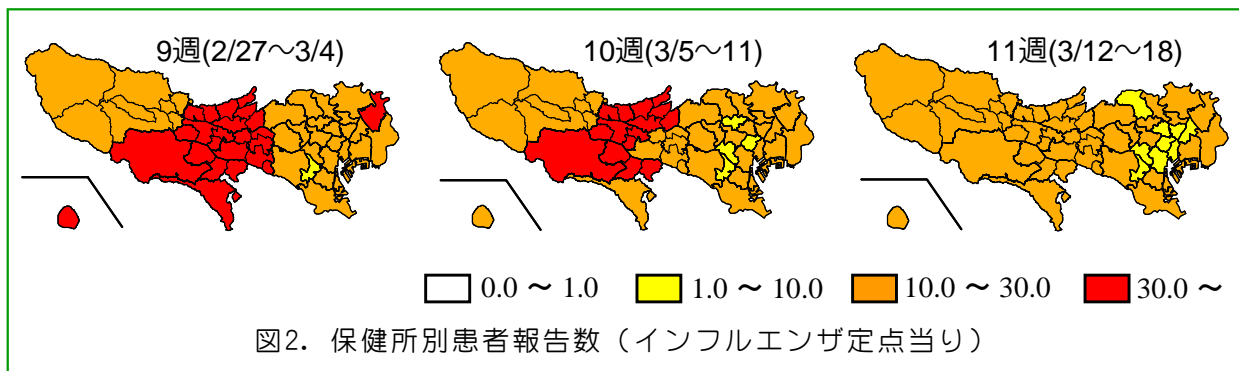 9週(2/27～3/4)
10週(3/5～11)
11週(3/12～18)
0.0 ～ 1.0
1.0 ～ 10.0
10.0 ～ 30.0
30.0 ～
図2. 保健所別患者報告数（インフルエンザ定点当り）